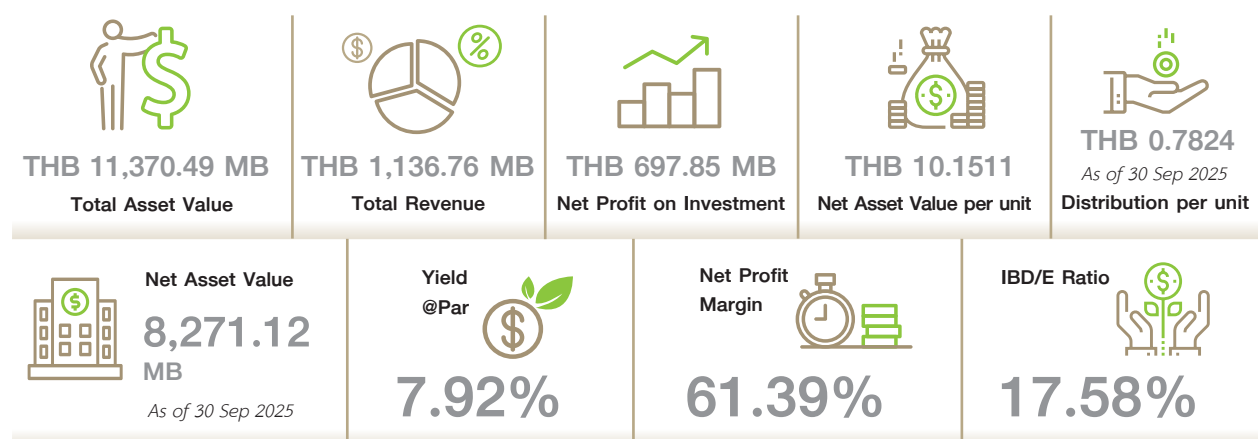 THB 11,370.49 MB
Total Asset Value
THB 1,136.76 MB
Total Revenue
THB 697.85 MB
Net Profit on Investment
THB 10.1511
Net Asset Value per unit
THB 0.7824
As of 30 Sep 2025
Distribution per unit
Net Asset Value
8,271.12
MB
As of 30 Sep 2025
Yield
@Par
7.92%
Net Profit
Margin
61.39%
IBD/E Ratio
17.58%